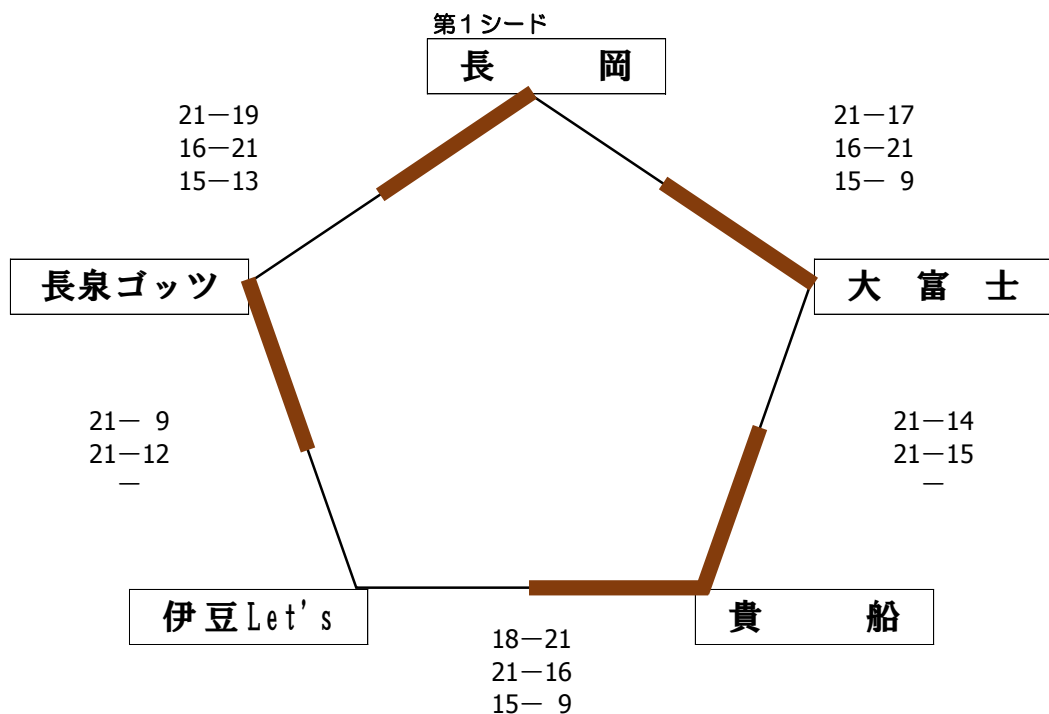 第１シード
長　　　岡
21－19
16－21
15－13
21－17
16－21
15－ 9
長泉ゴッツ
大　富　士
21－ 9
21－12
－
21－14
21－15
－
伊豆Let's
貴　　　船
18－21
21－16
15－ 9